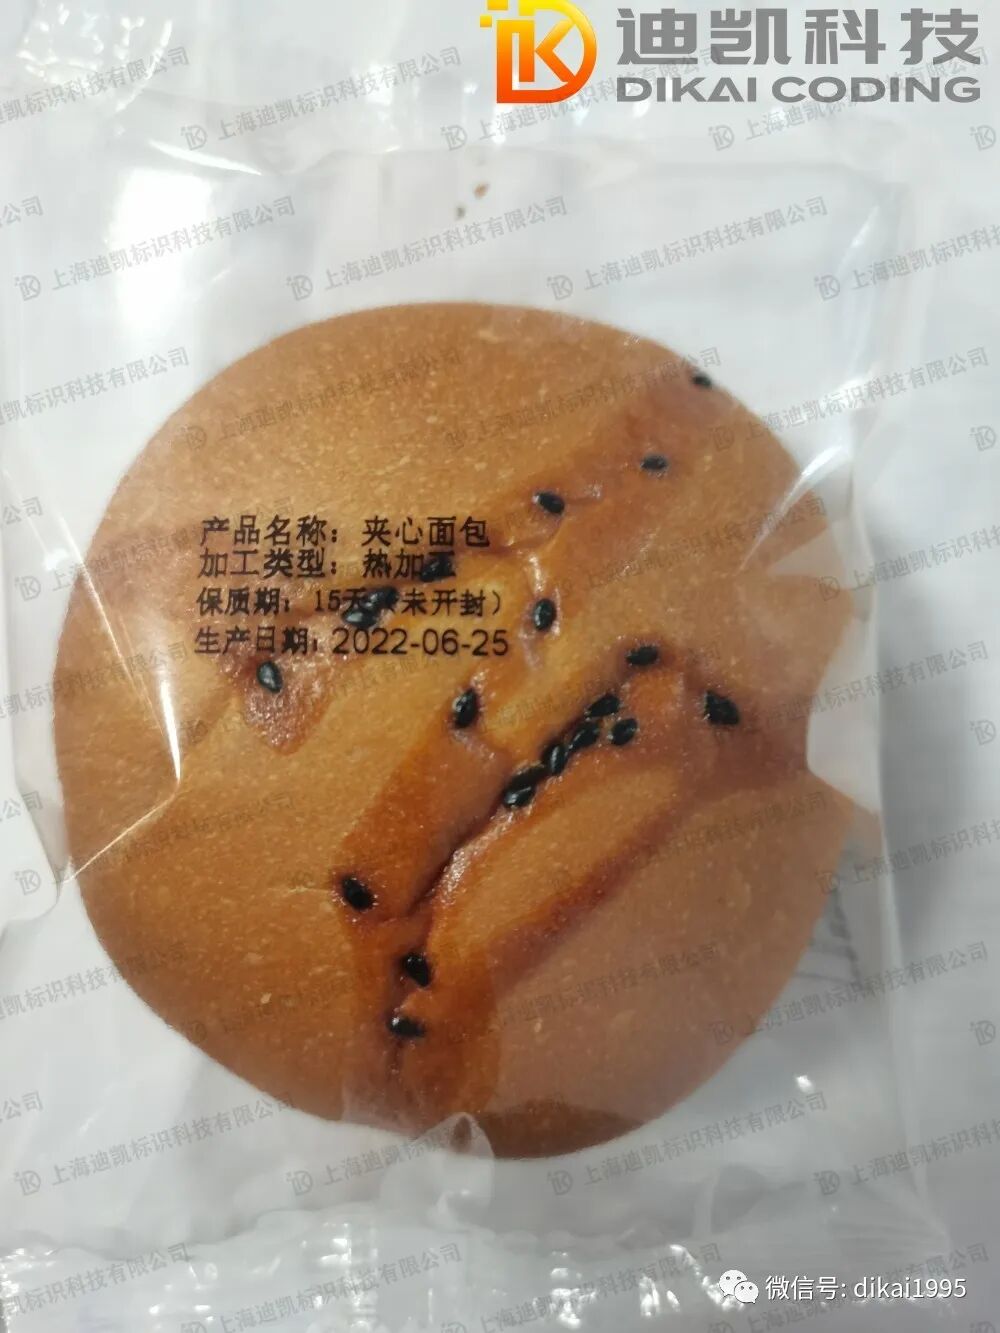 迪凯科技
DIKAI CODING
产品名称：夹心面包
加工类型：热加工
保质期：15天（未开封）
生产日期：2022-06-25
微信号: dikai1995
上海迪凯标识科技有限公司